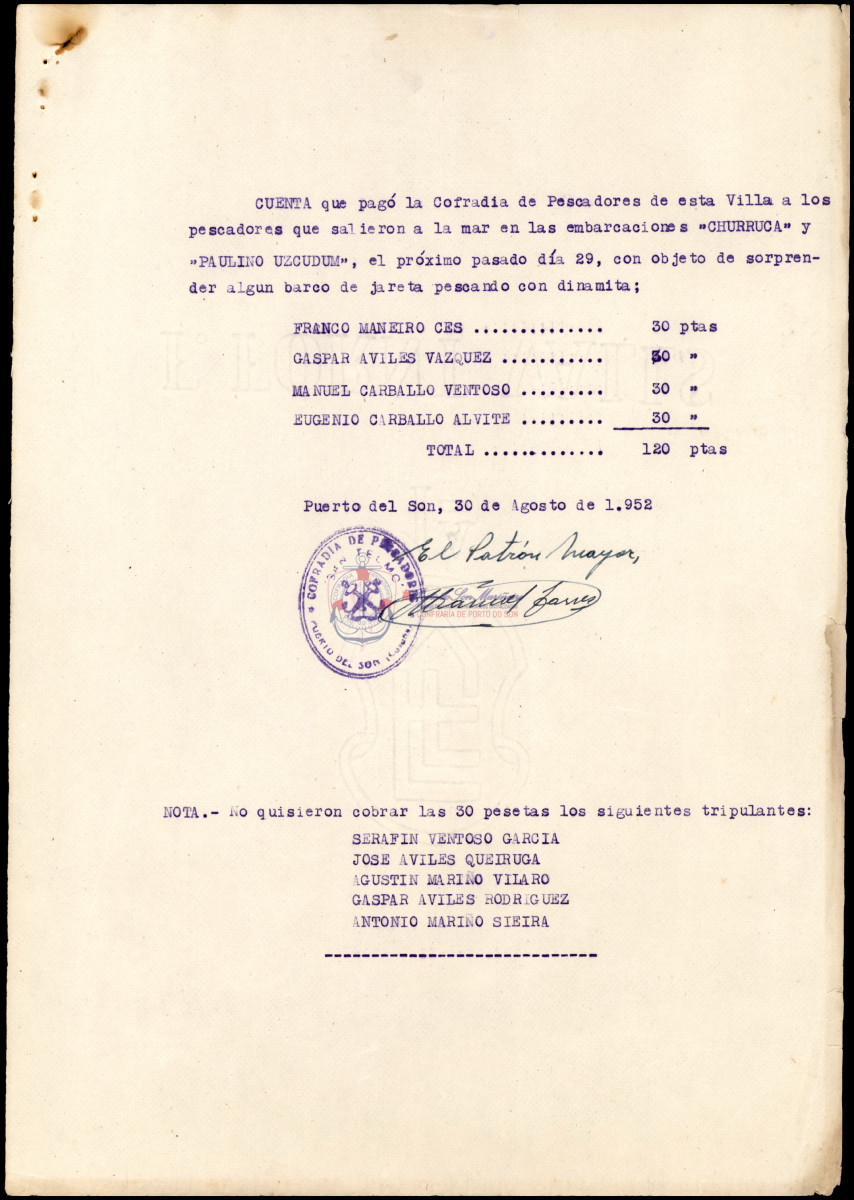 CUENTA que pagó la Cofradia de Pescadores de esta Villa a los
pescadores que salieron a la mar en las embarcaciones "CHURRUCA" y
"PAULINO UZCUDUM", el próximo pasado día 29, con objeto de sorpren-
der algun barco de jareta pescando con dinamita;
FRANCO MANEIRO CES .............. 30 ptas
GASPAR AVILES VAZQUEZ ........... 30 "
MANUEL CARBALLO VENTOSO ......... 30 "
EUGENIO CARBALLO ALVITE ......... 30 "
TOTAL ............. 120 ptas
Puerto del Son, 30 de Agosto de 1.952
El Patrón mayor,
COFRADIA DE PESCADORES
SAN TELMO
PUERTO DEL SON
Manuel Torres
CONFRARÍA DE PORTO DO SON
NOTA.- No quisieron cobrar las 30 pesetas los siguientes tripulantes:
SERAFIN VENTOSO GARCIA
JOSE AVILES QUEIRUGA
AGUSTIN MARIÑO VILARO
GASPAR AVILES RODRIGUEZ
ANTONIO MARIÑO SIEIRA
------------------------------